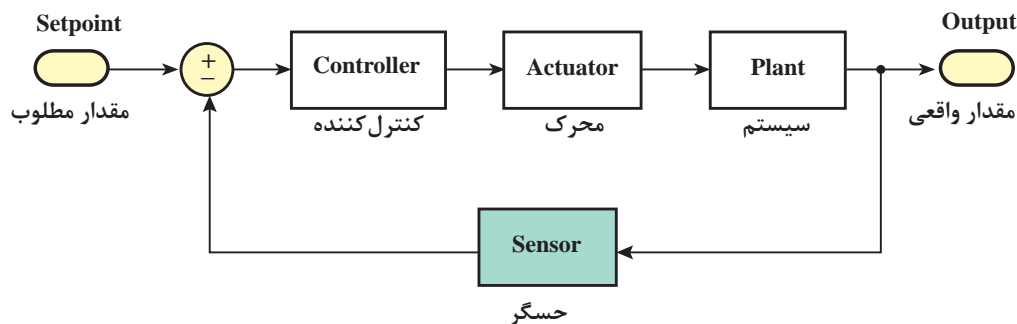 Setpoint
Output
+
−
Controller
Actuator
Plant
مقدار مطلوب
کنترل‌کننده
محرک
سیستم
مقدار واقعی
Sensor
حسگر